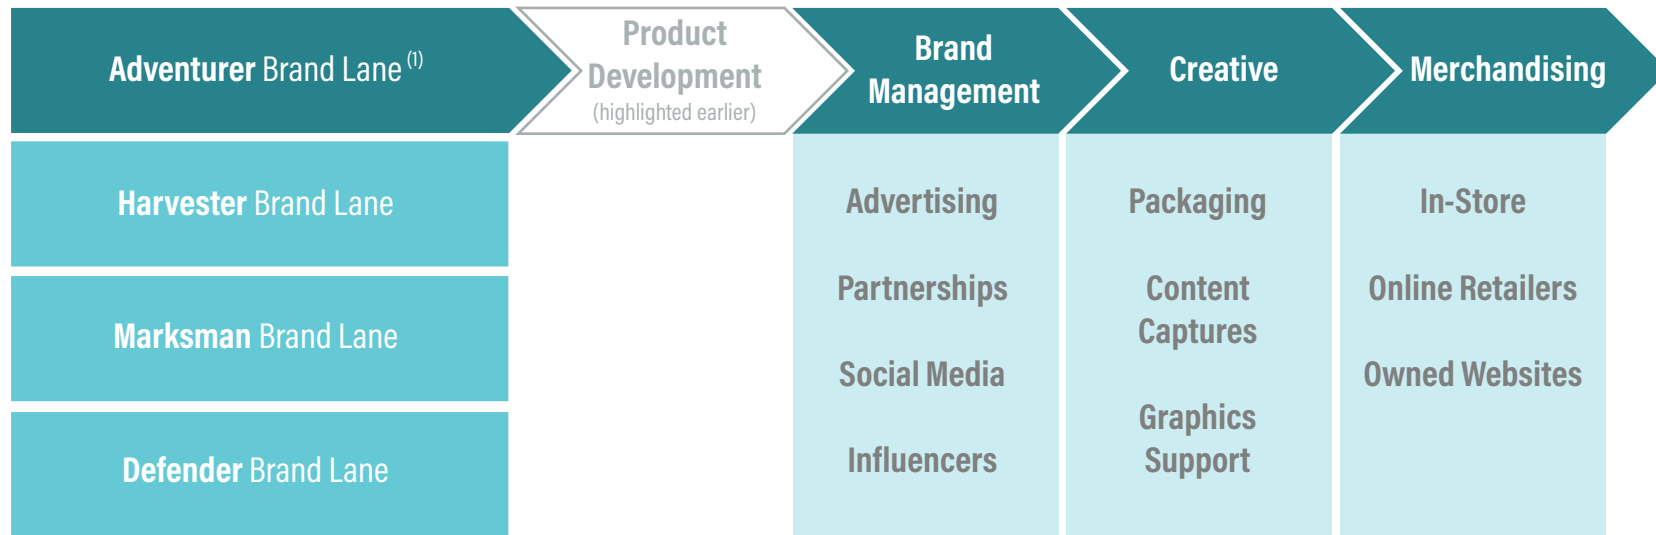 Adventurer Brand Lane (1)
Product
Development
(highlighted earlier)
Brand
Management
Creative
Merchandising
Harvester Brand Lane
Marksman Brand Lane
Defender Brand Lane
Advertising
Partnerships
Social Media
Influencers
Packaging
Content
Captures
Graphics
Support
In-Store
Online Retailers
Owned Websites